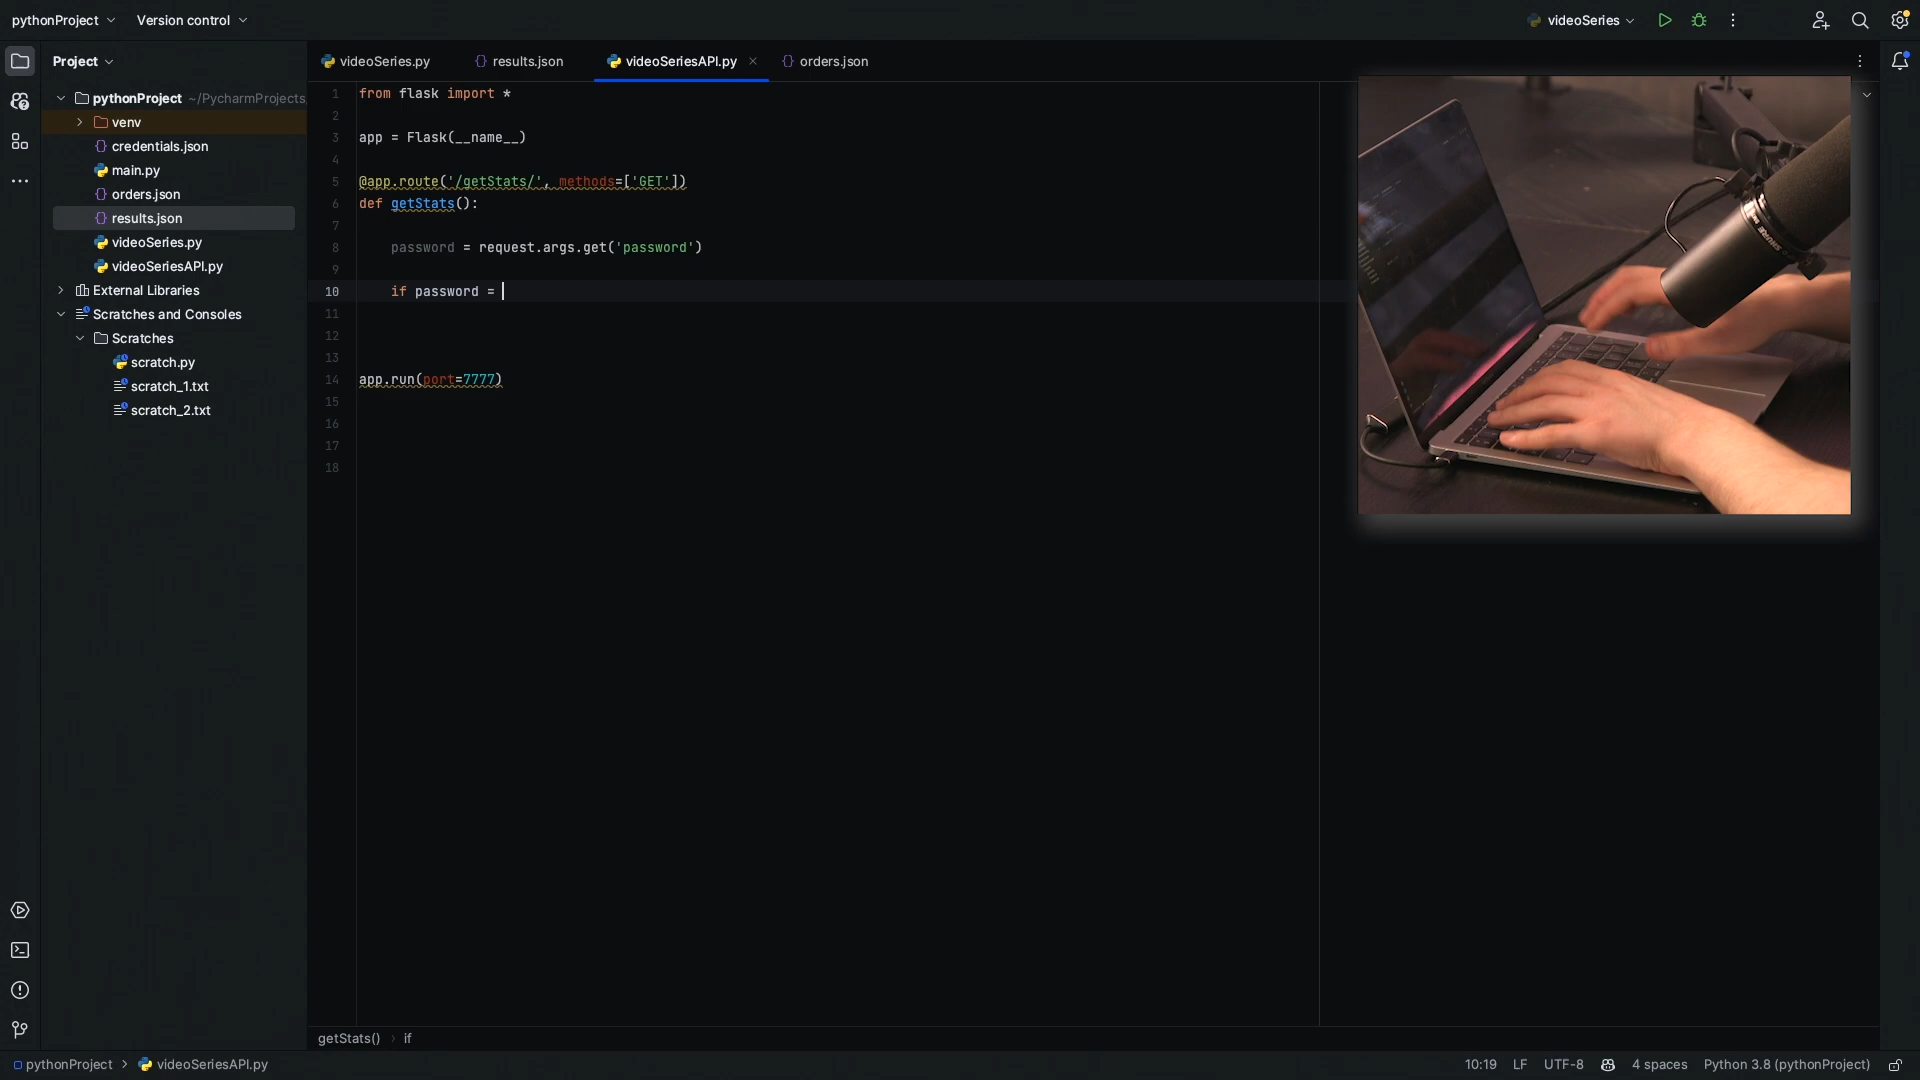 pythonProject
Version control
videoSeries
Project
videoSeries.py
results.json
videoSeriesAPI.py
orders.json
pythonProject ~/PycharmProjects
venv
credentials.json
main.py
orders.json
results.json
videoSeries.py
videoSeriesAPI.py
External Libraries
Scratches and Consoles
Scratches
scratch.py
scratch_1.txt
scratch_2.txt
1 from flask import *
2
3 app = Flask(__name__)
4
5 @app.route('/getStats/', methods=['GET'])
6 def getStats():
7
8 password = request.args.get('password')
9
10 if password =
11
12
13
14 app.run(port=7777)
15
16
17
18
SHURE
getStats() › if
pythonProject > videoSeriesAPI.py
10:19 LF UTF-8 4 spaces Python 3.8 (pythonProject)